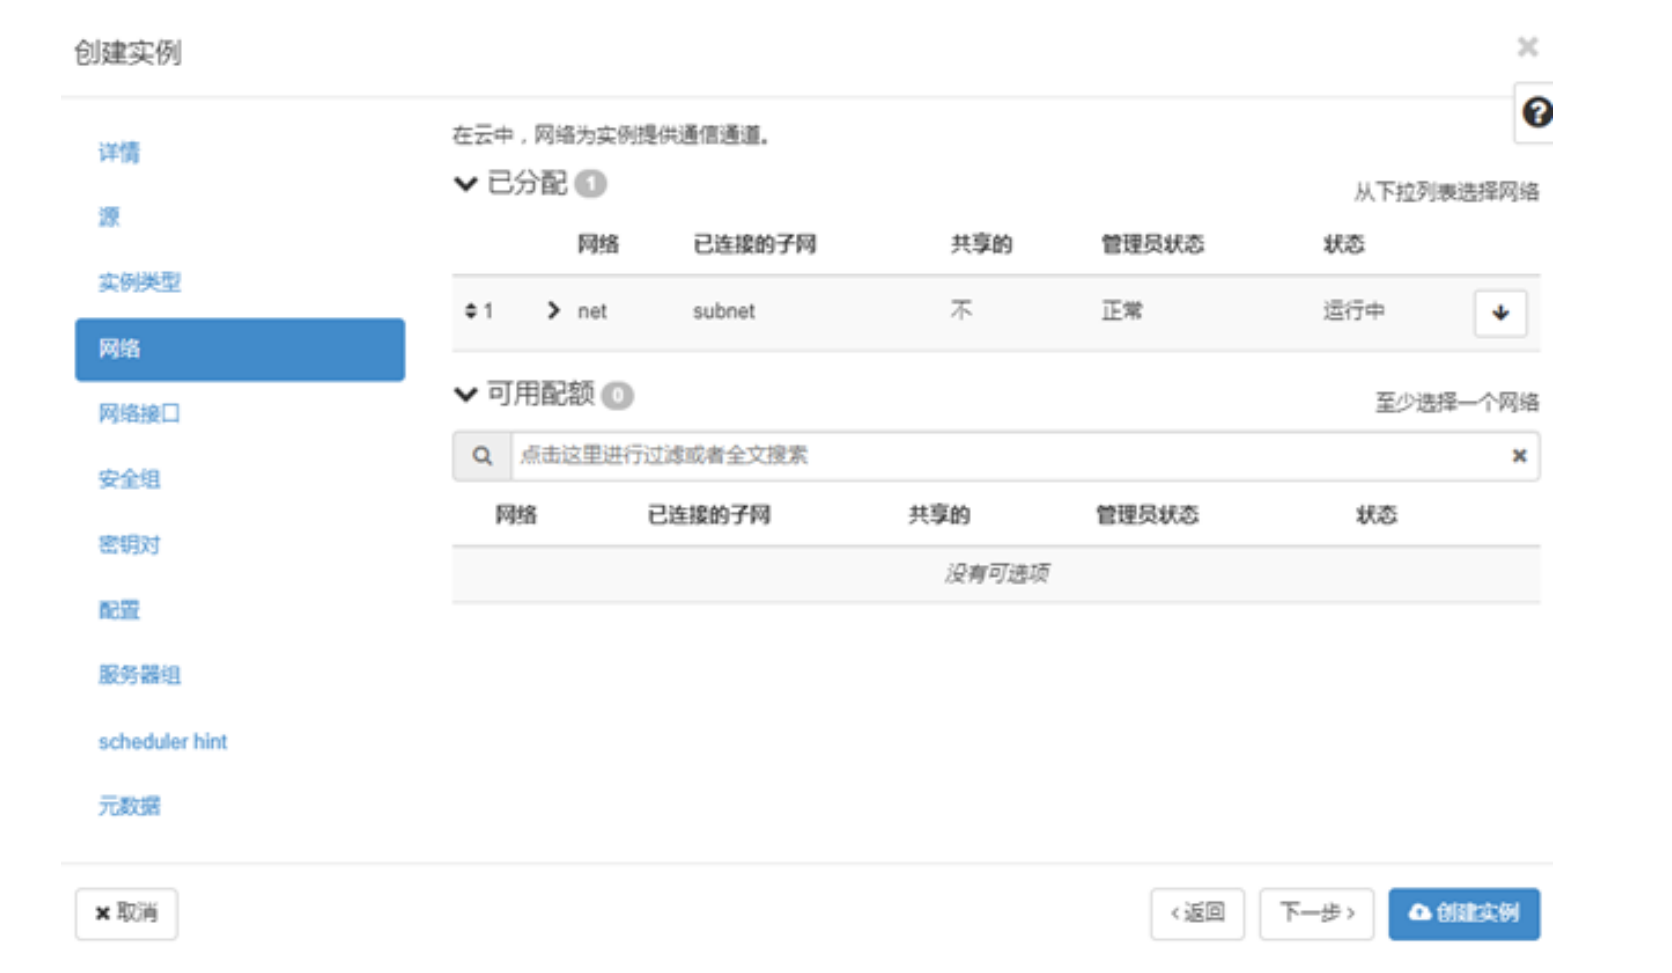 创建实例
详情
源
实例类型
网络
网络接口
安全组
密钥对
配置
服务器组
scheduler hint
元数据
在云中，网络为实例提供通信通道。
已分配 1
从下拉列表选择网络
网络 已连接的子网 共享的 管理员状态 状态
1 net subnet 不 正常 运行中
可用配额 0
至少选择一个网络
点击这里进行过滤或者全文搜索
网络 已连接的子网 共享的 管理员状态 状态
没有可选项
取消
返回 下一步 创建实例